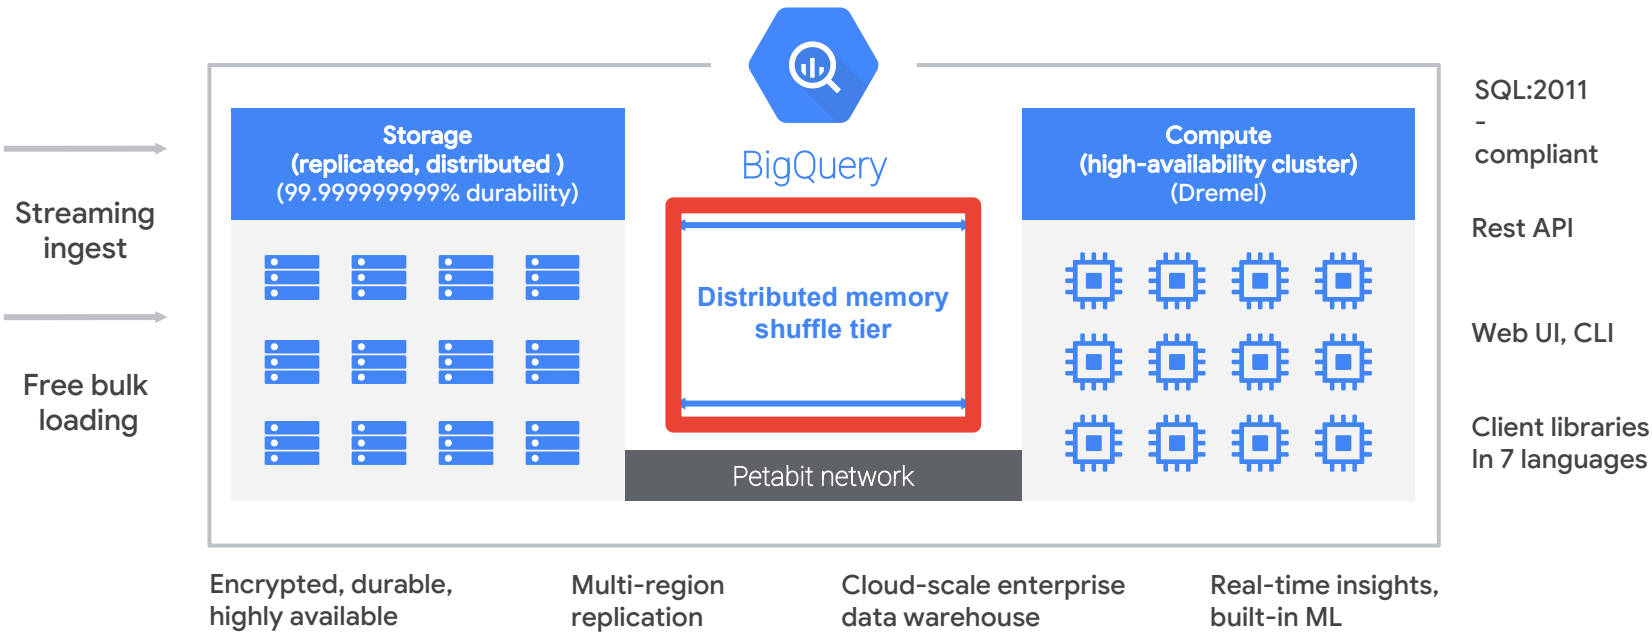 Streaming
ingest
Free bulk
loading
Storage
(replicated, distributed )
(99.999999999% durability)
BigQuery
Distributed memory
shuffle tier
Petabit network
Compute
(high-availability cluster)
(Dremel)
SQL:2011
-
compliant
Rest API
Web UI, CLI
Client libraries
In 7 languages
Encrypted, durable,
highly available
Multi-region
replication
Cloud-scale enterprise
data warehouse
Real-time insights,
built-in ML